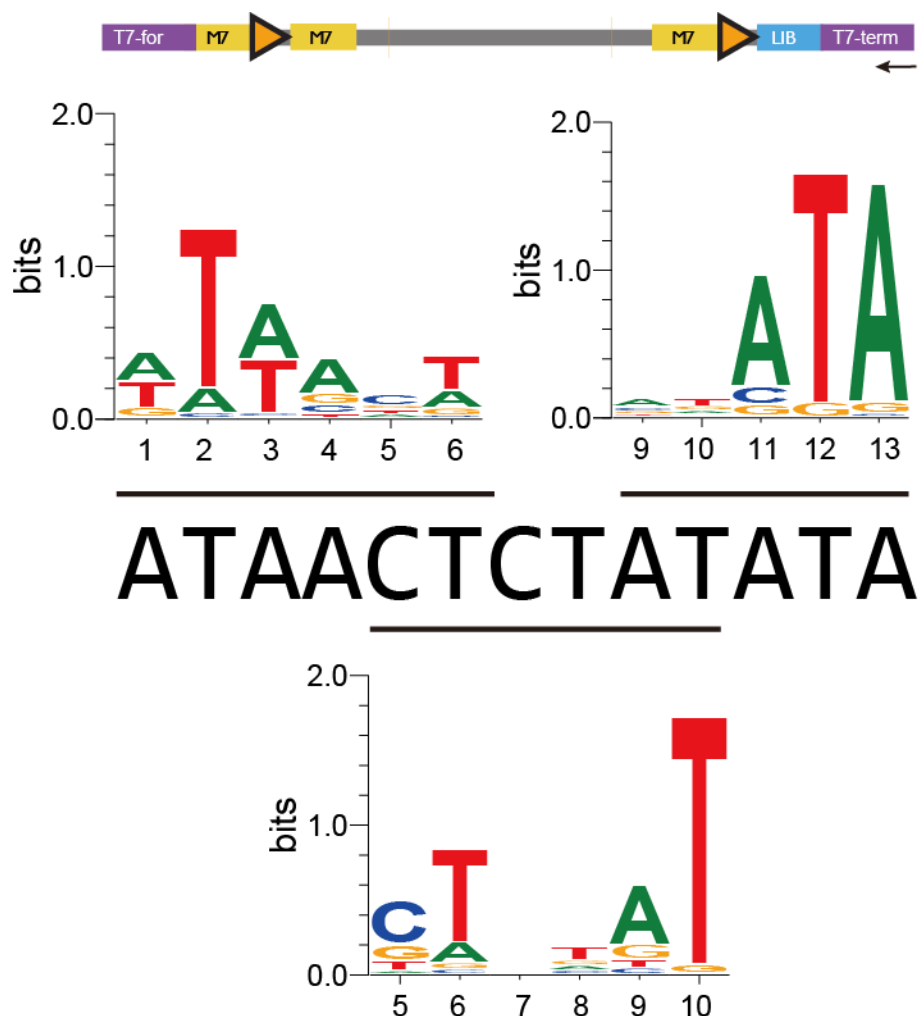 T7-for M7 M7 M7 LIB T7-term
2.0 2.0
bits bits
1.0 1.0
A T A A C T A T A T A
T A T G G A C G G
G C C C T G G
0.0 0.0
1 2 3 4 5 6 9 10 11 12 13
ATAACTCTATATA
2.0
bits
1.0
C T T A T
G A G T G
T G A C
0.0
5 6 7 8 9 10